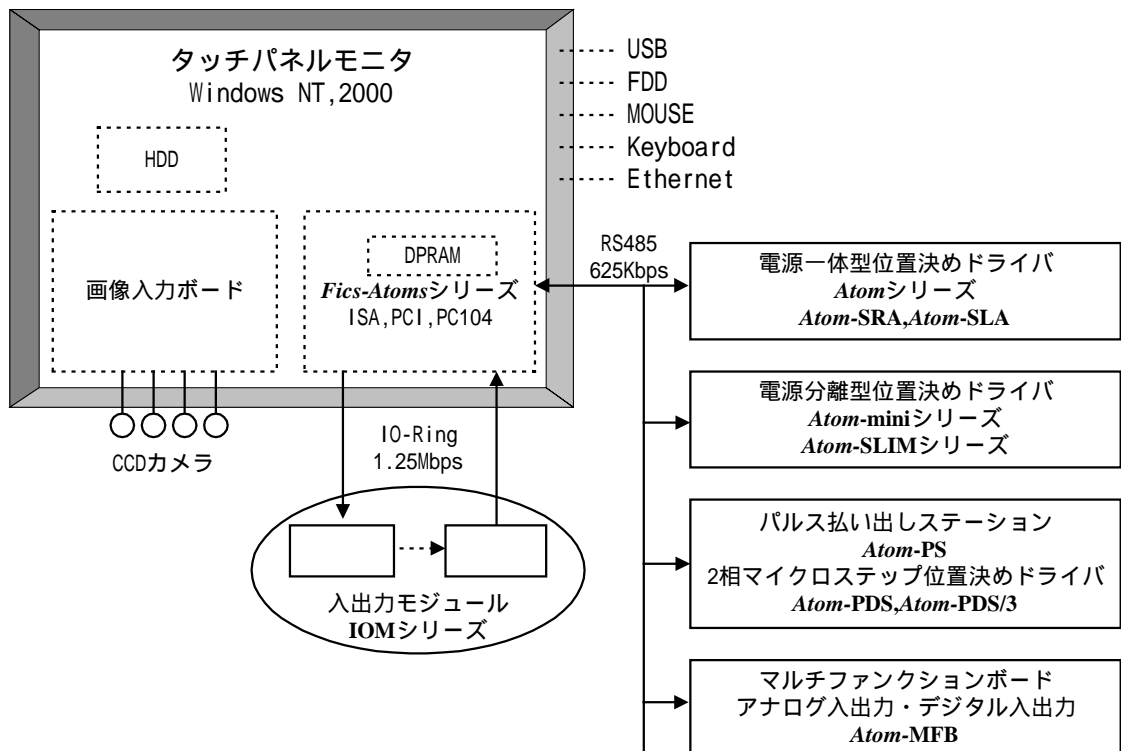 タッチパネルモニタ
Windows NT,2000
HDD
画像入力ボード
DPRAM
Fics-Atomsシリーズ
ISA,PCI,PC104
USB
FDD
MOUSE
Keyboard
Ethernet
RS485
625Kbps
CCDカメラ
IO-Ring
1.25Mbps
入出力モジュール
IOMシリーズ
電源一体型位置決めドライバ
Atomシリーズ
Atom-SRA,Atom-SLA
電源分離型位置決めドライバ
Atom-miniシリーズ
Atom-SLIMシリーズ
パルス払い出しステーション
Atom-PS
2相マイクロステップ位置決めドライバ
Atom-PDS,Atom-PDS/3
マルチファンクションボード
アナログ入出力・デジタル入出力
Atom-MFB